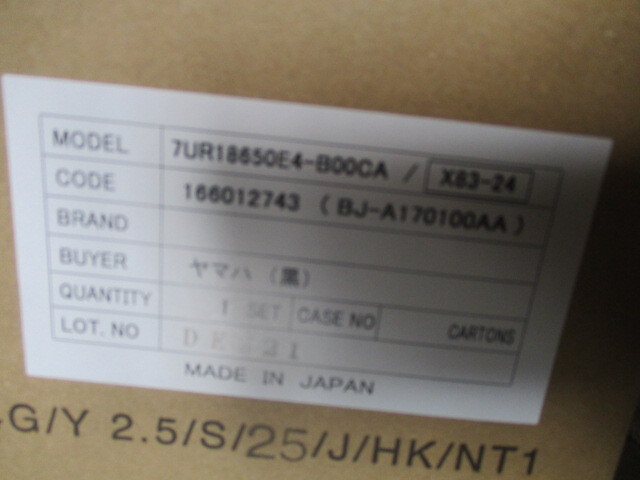 MODEL 7UR18650E4-B00CA / X83-24
CODE 166012743 ( BJ-A170100AA )
BRAND
BUYER ヤマハ (黒)
QUANTITY 1 SET CASE NO CARTONS
LOT. NO
MADE IN JAPAN
G/Y 2.5/S/25/J/HK/NT1